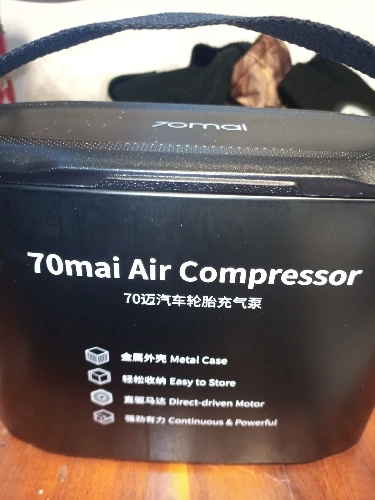 70mai
70mai Air Compressor
70迈汽车轮胎充气泵
金属外壳 Metal Case
轻松收纳 Easy to Store
直驱马达 Direct-driven Motor
强劲有力 Continuous & Powerful